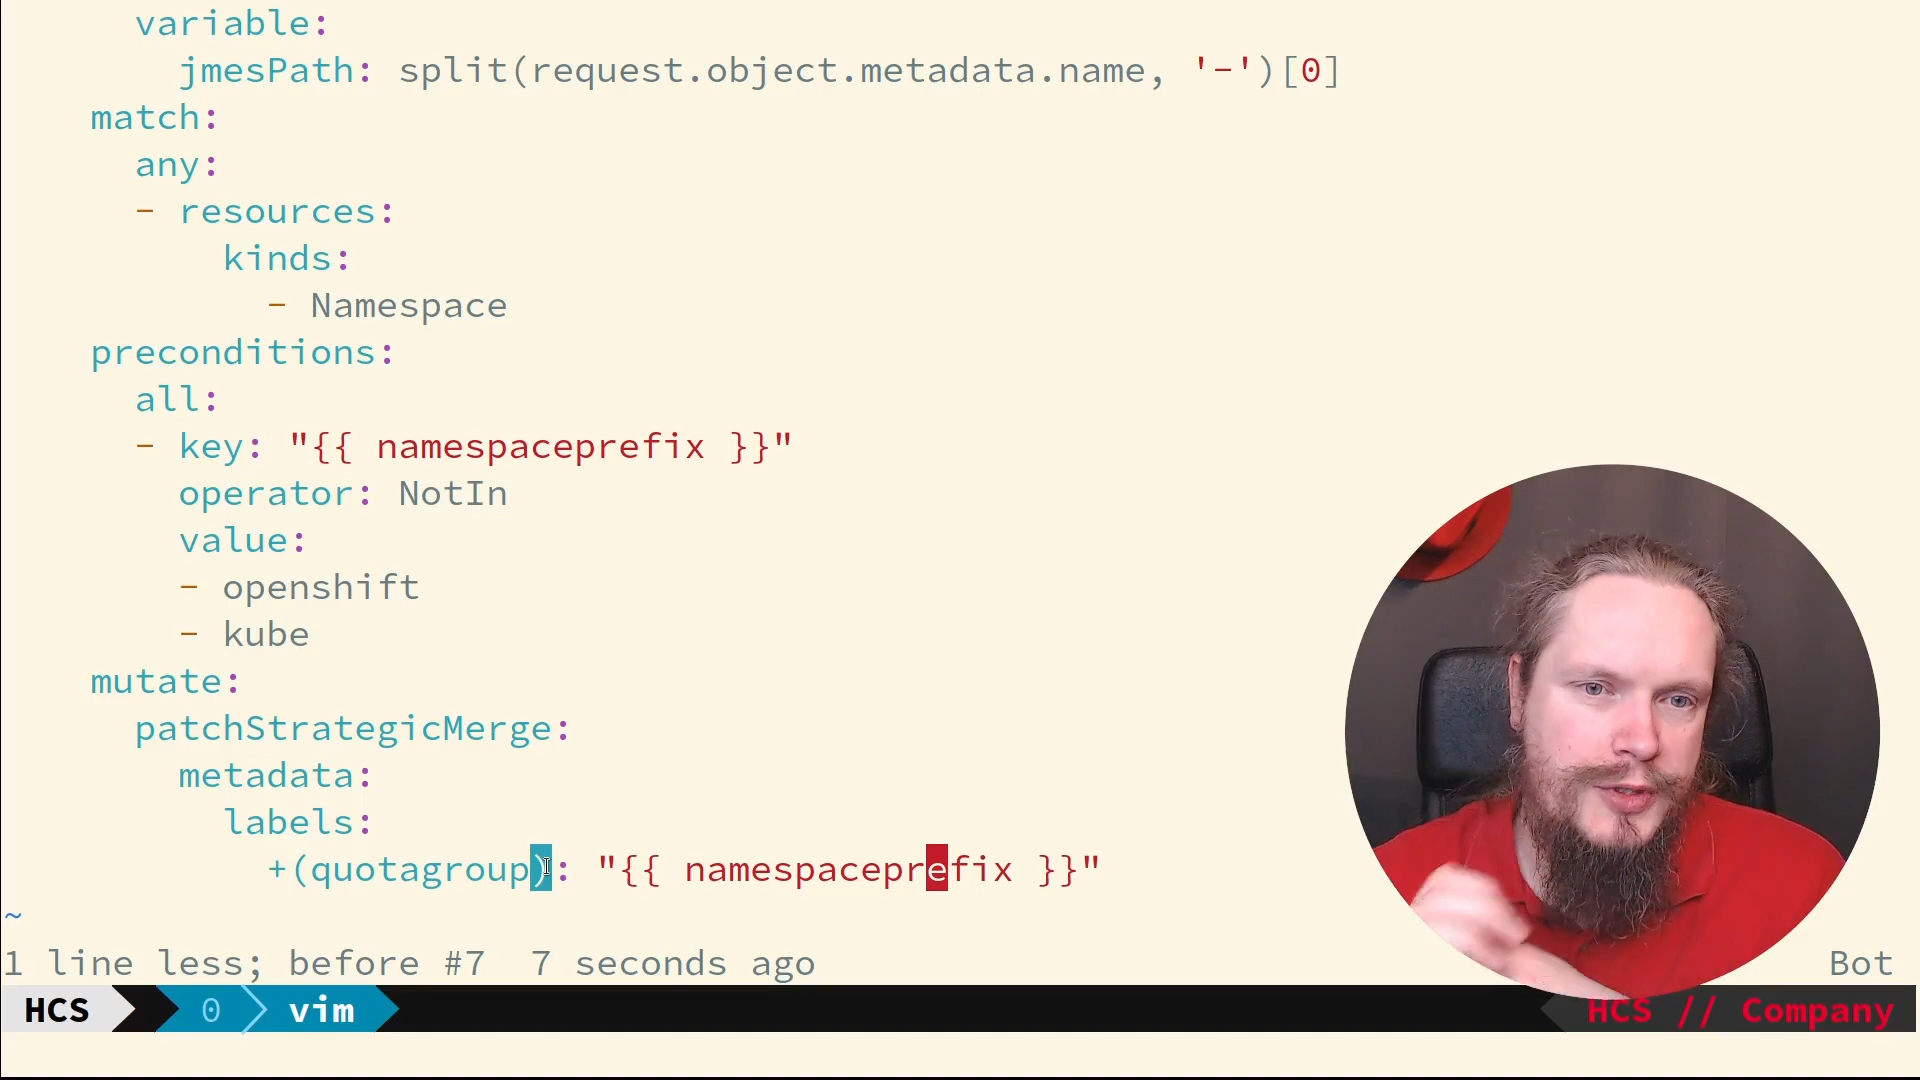 variable:
jmesPath: split(request.object.metadata.name, '-')[0]
match:
any:
- resources:
kinds:
- Namespace
preconditions:
all:
- key: "{{ namespaceprefix }}"
operator: NotIn
value:
- openshift
- kube
mutate:
patchStrategicMerge:
metadata:
labels:
+(quotagroup): "{{ namespaceprefix }}"
~
1 line less; before #7  7 seconds ago
Bot
HCS 0 vim
HCS // Company